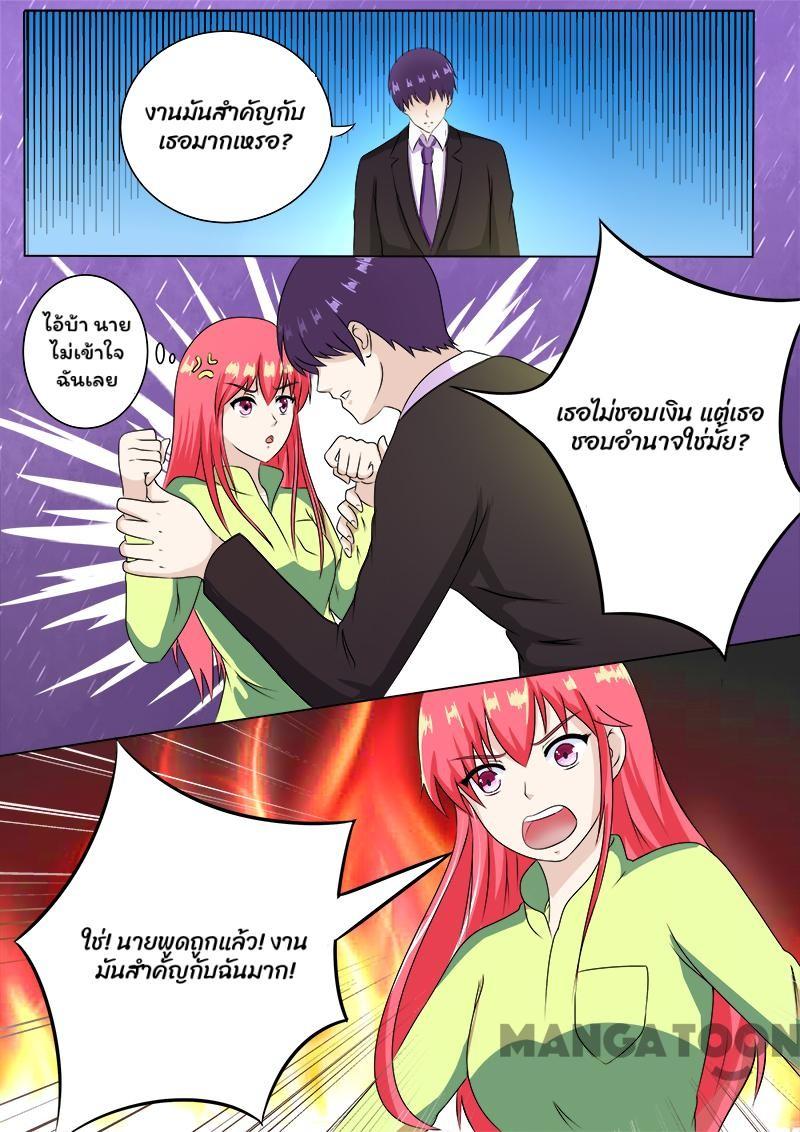 งานมันสำคัญกับ
เธอมากเหรอ?
ไอ้บ้า นาย
ไม่เข้าใจ
ฉันเลย
เธอไม่ชอบเงิน แต่เธอ
ชอบอำนาจใช่มั้ย?
ใช่! นายพูดถูกแล้ว! งาน
มันสำคัญกับฉันมาก!
MANGATOON